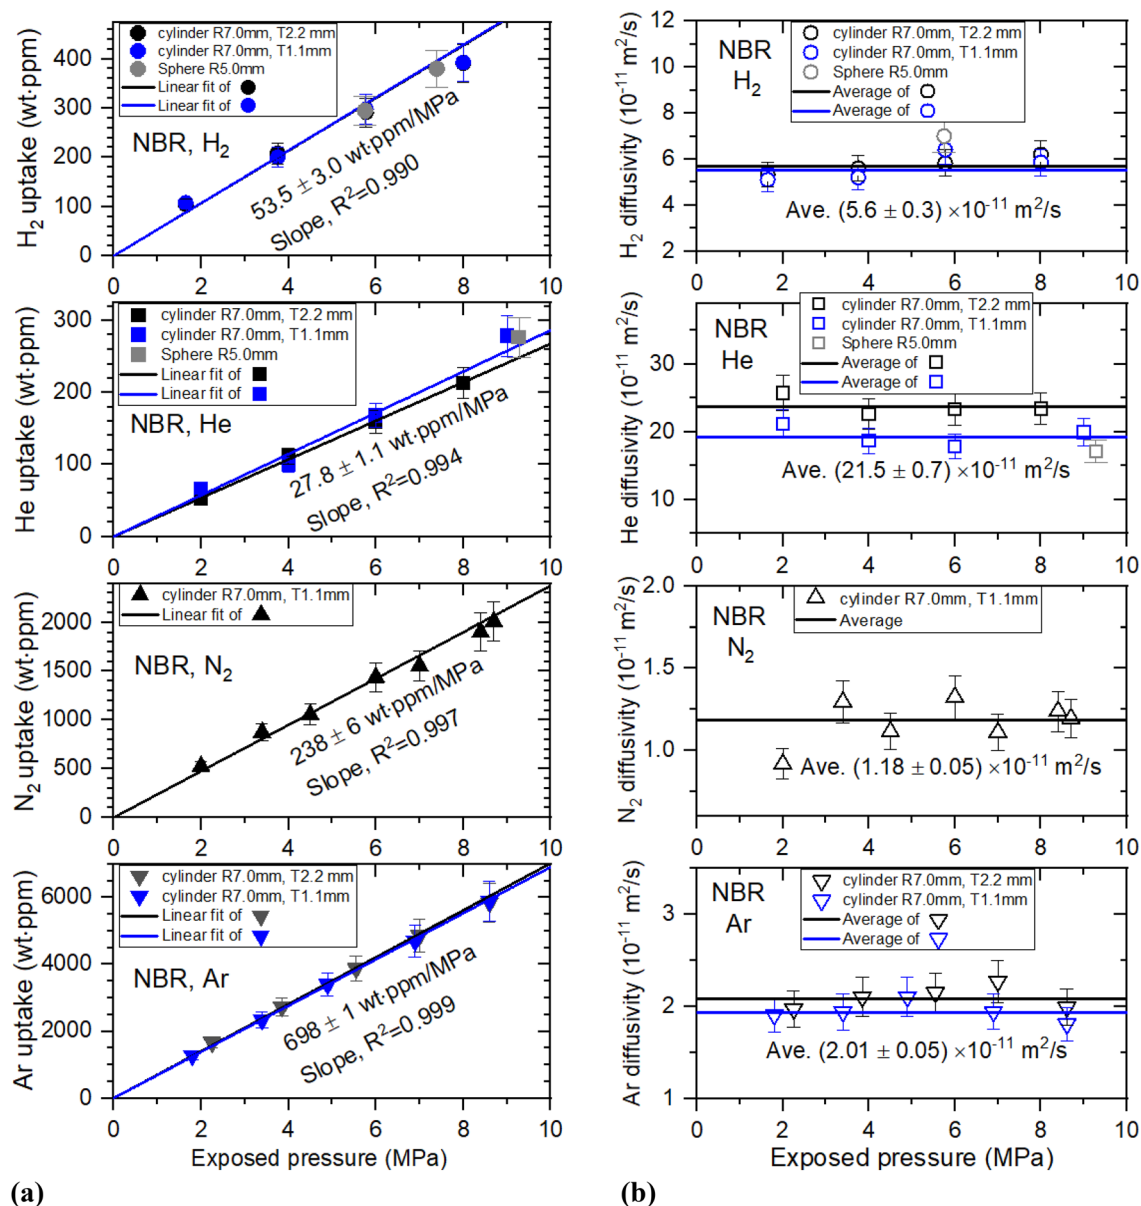 H2 uptake (wt·ppm)
400
300
200
100
0
cylinder R7.0mm, T2.2 mm
cylinder R7.0mm, T1.1mm
Sphere R5.0mm
Linear fit of
Linear fit of
NBR, H2
53.5 ± 3.0 wt·ppm/MPa
Slope, R²=0.990
0 2 4 6 8 10
H2 diffusivity (10⁻¹¹ m²/s)
12
10
8
6
4
2
NBR
H2
cylinder R7.0mm, T2.2 mm
cylinder R7.0mm, T1.1mm
Sphere R5.0mm
Average of
Average of
Ave. (5.6 ± 0.3) ×10⁻¹¹ m²/s
0 2 4 6 8 10
He uptake (wt·ppm)
300
200
100
0
cylinder R7.0mm, T2.2 mm
cylinder R7.0mm, T1.1mm
Sphere R5.0mm
Linear fit of
Linear fit of
NBR, He
27.8 ± 1.1 wt·ppm/MPa
Slope, R²=0.994
0 2 4 6 8 10
He diffusivity (10⁻¹¹ m²/s)
30
20
10
NBR
He
cylinder R7.0mm, T2.2 mm
cylinder R7.0mm, T1.1mm
Sphere R5.0mm
Average of
Average of
Ave. (21.5 ± 0.7) ×10⁻¹¹ m²/s
0 2 4 6 8 10
N2 uptake (wt·ppm)
2000
1500
1000
500
0
cylinder R7.0mm, T1.1mm
Linear fit of
NBR, N2
238 ± 6 wt·ppm/MPa
Slope, R²=0.997
0 2 4 6 8 10
N2 diffusivity (10⁻¹¹ m²/s)
2.0
1.5
1.0
NBR
N2
cylinder R7.0mm, T1.1mm
Average
Ave. (1.18 ± 0.05) ×10⁻¹¹ m²/s
0 2 4 6 8 10
Ar uptake (wt·ppm)
6000
4000
2000
0
cylinder R7.0mm, T2.2 mm
cylinder R7.0mm, T1.1mm
Linear fit of
Linear fit of
NBR, Ar
698 ± 1 wt·ppm/MPa
Slope, R²=0.999
0 2 4 6 8 10
Exposed pressure (MPa)
Ar diffusivity (10⁻¹¹ m²/s)
3
2
1
NBR
Ar
cylinder R7.0mm, T2.2 mm
cylinder R7.0mm, T1.1mm
Average of
Average of
Ave. (2.01 ± 0.05) ×10⁻¹¹ m²/s
0 2 4 6 8 10
Exposed pressure (MPa)
(a)
(b)